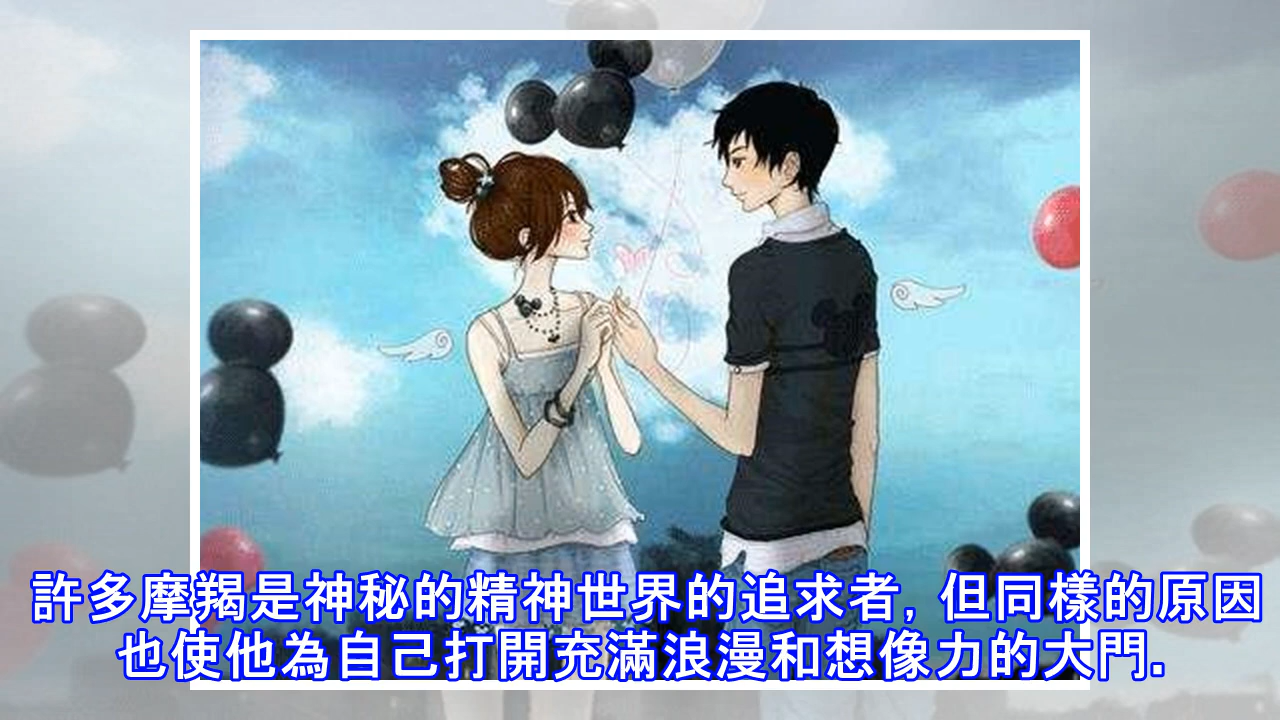 許多摩羯是神秘的精神世界的追求者, 但同樣的原因
也使他為自己打開充滿浪漫和想像力的大門.